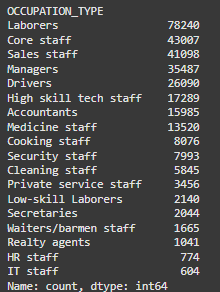 OCCUPATION_TYPE
Laborers 78240
Core staff 43007
Sales staff 41098
Managers 35487
Drivers 26090
High skill tech staff 17289
Accountants 15985
Medicine staff 13520
Cooking staff 8076
Security staff 7993
Cleaning staff 5845
Private service staff 3456
Low-skill Laborers 2140
Secretaries 2044
Waiters/barmen staff 1665
Realty agents 1041
HR staff 774
IT staff 604
Name: count, dtype: int64